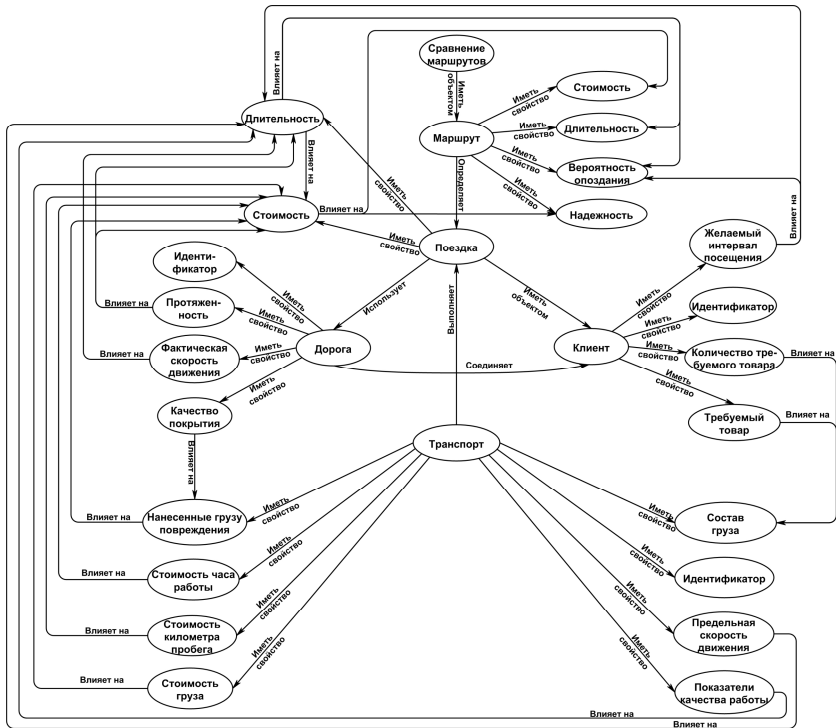 Влияет на
Сравнение
маршрутов
Иметь
объектом
Стоимость
Иметь
свойство
Длительность
Маршрут
Иметь
свойство
Длительность
Влияет на
Определяет
Иметь
свойство
Вероятность
опоздания
Иметь
свойство
Иметь
свойство
Надежность
Стоимость
Влияет на
Влияет на
Желаемый
интервал
посещения
Поездка
Иметь
свойство
Иденти-
фикатор
Иметь
свойство
Использует
Выполняет
Иметь
объектом
Иметь
свойство
Протяжен-
ность
Влияет на
Иметь
свойство
Идентификатор
Иметь
свойство
Фактическая
скорость
движения
Влияет на
Иметь
свойство
Дорога
Клиент
Иметь
свойство
Количество тре-
буемого товара
Влияет на
Соединяет
Иметь
свойство
Иметь
свойство
Качество
покрытия
Требуемый
товар
Влияет на
Транспорт
Влияет на
Нанесенные грузу
повреждения
Влияет на
Иметь
свойство
Иметь
свойство
Состав
груза
Стоимость часа
работы
Влияет на
Иметь
свойство
Иметь
свойство
Идентификатор
Стоимость
километра
пробега
Влияет на
Иметь
свойство
Иметь
свойство
Предельная
скорость
движения
Стоимость
груза
Влияет на
Иметь
свойство
Иметь
свойство
Показатели
качества работы
Влияет на
Влияет на